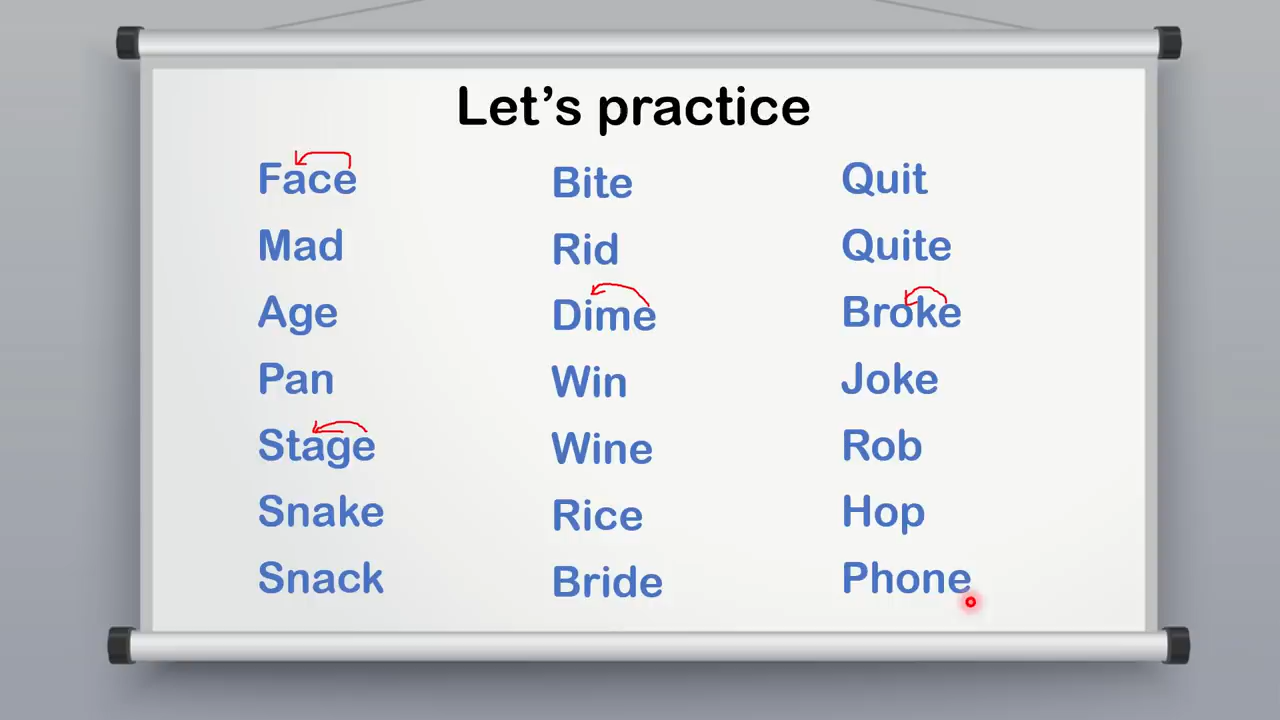 Let's practice
Face
Mad
Age
Pan
Stage
Snake
Snack
Bite
Rid
Dime
Win
Wine
Rice
Bride
Quit
Quite
Broke
Joke
Rob
Hop
Phone